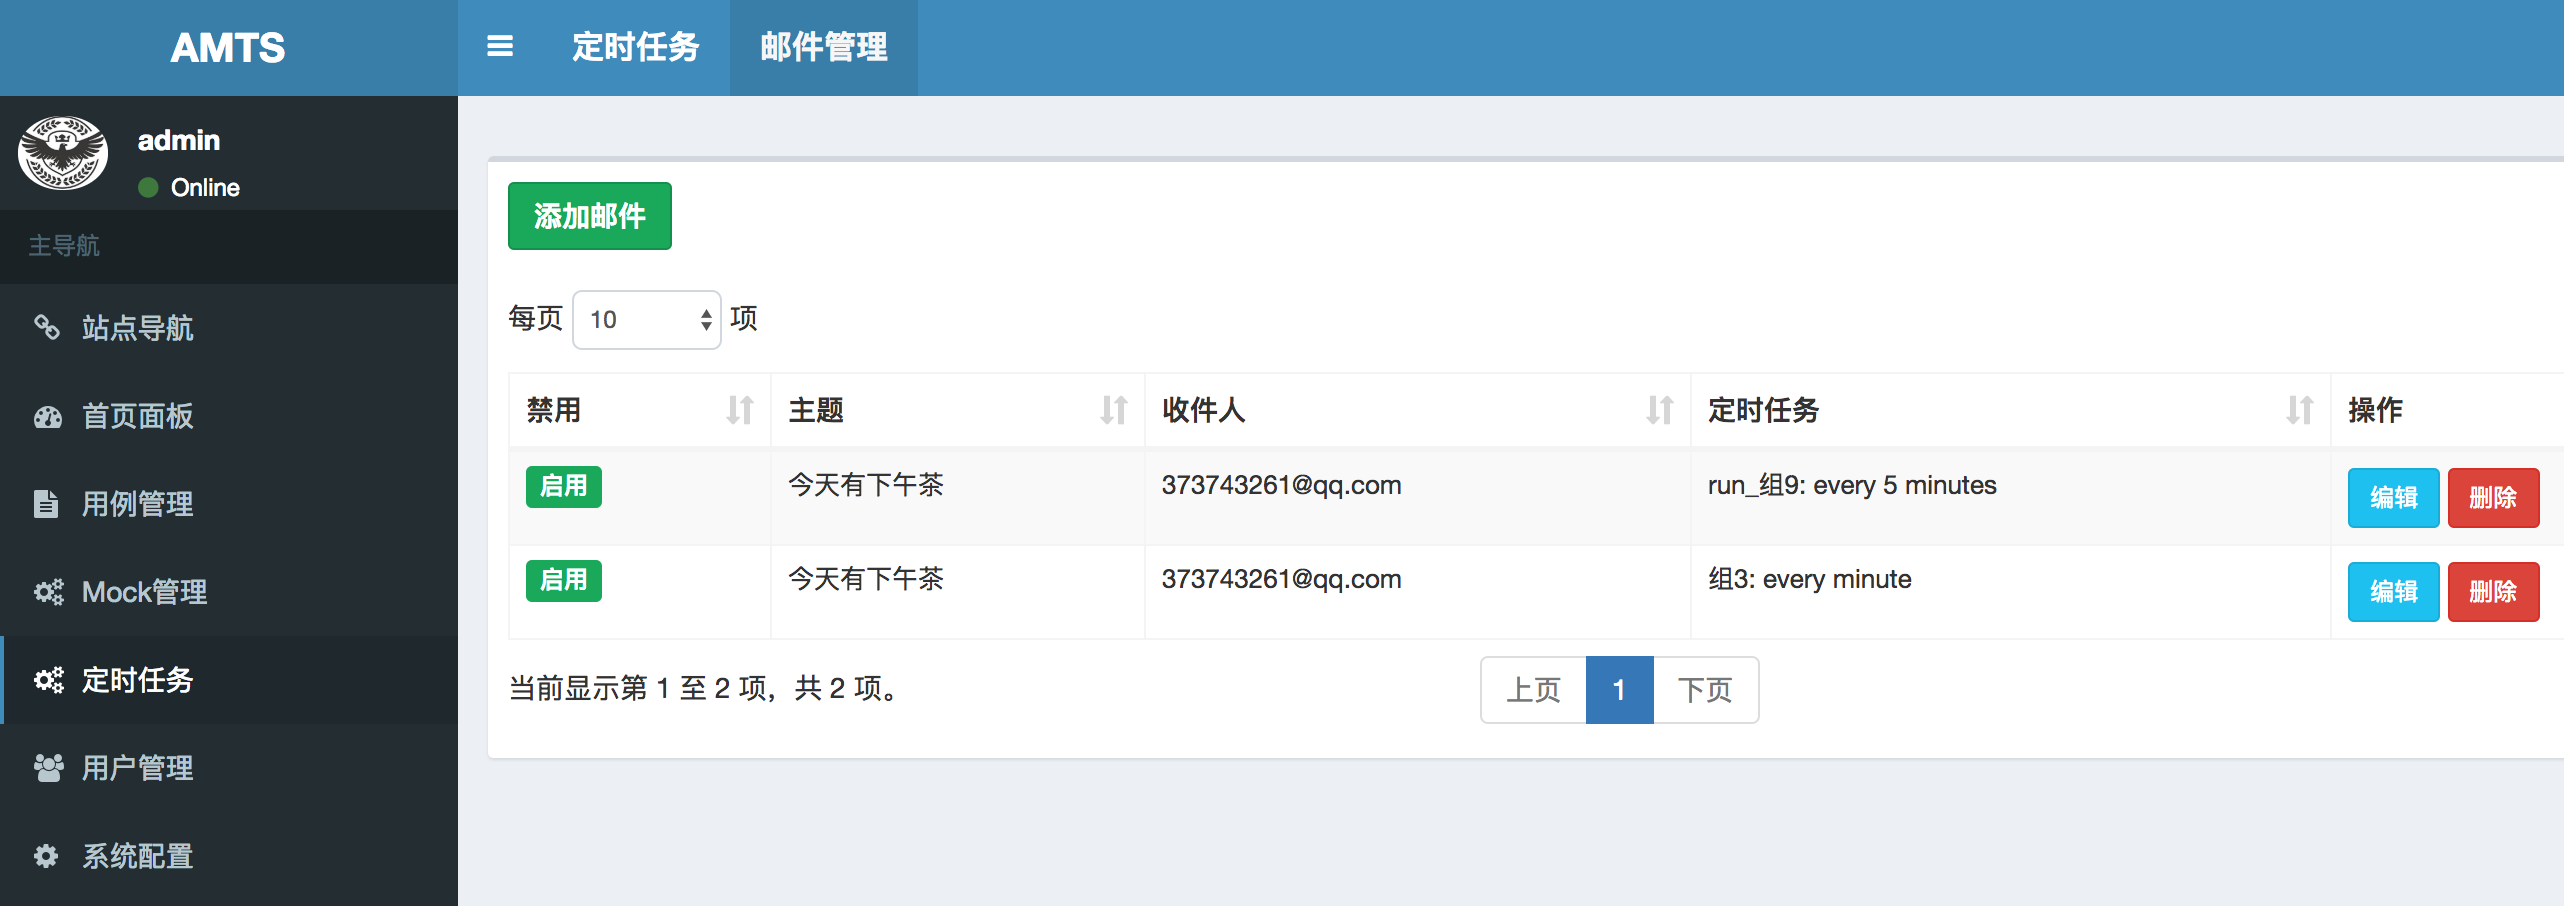 AMTS
定时任务 邮件管理
admin
Online
主导航
站点导航
首页面板
用例管理
Mock管理
定时任务
用户管理
系统配置
添加邮件
每页 10 项
禁用 主题 收件人 定时任务 操作
启用 今天有下午茶 373743261@qq.com run_组9: every 5 minutes 编辑 删除
启用 今天有下午茶 373743261@qq.com 组3: every minute 编辑 删除
当前显示第 1 至 2 项，共 2 项。
上页 1 下页